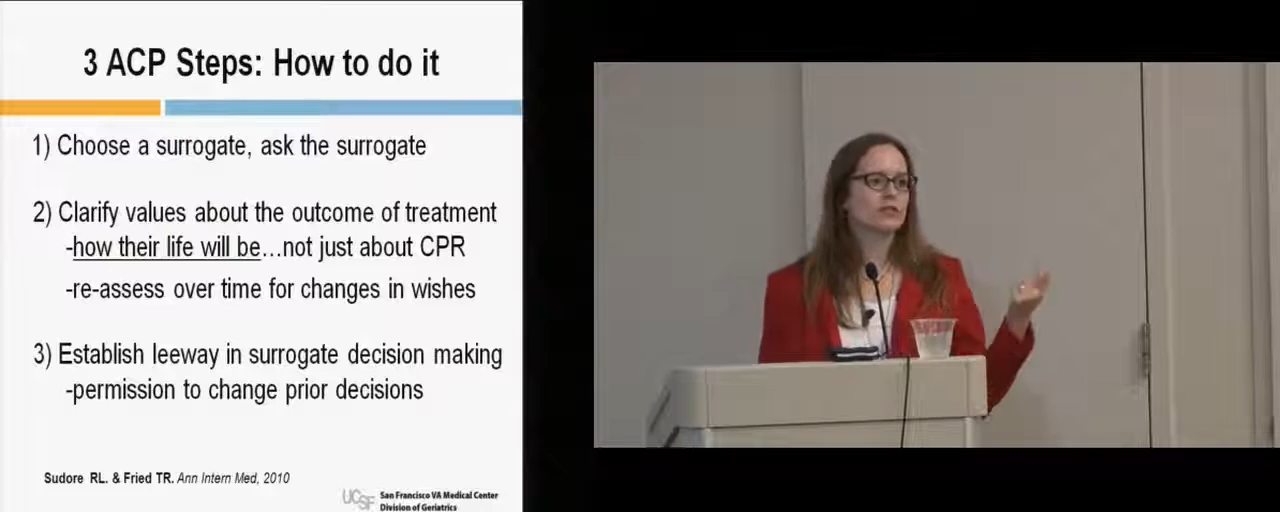 3 ACP Steps: How to do it
1) Choose a surrogate, ask the surrogate
2) Clarify values about the outcome of treatment
-how their life will be...not just about CPR
-re-assess over time for changes in wishes
3) Establish leeway in surrogate decision making
-permission to change prior decisions
Sudore RL. & Fried TR. Ann Intern Med, 2010
UCSF
San Francisco VA Medical Center
Division of Geriatrics